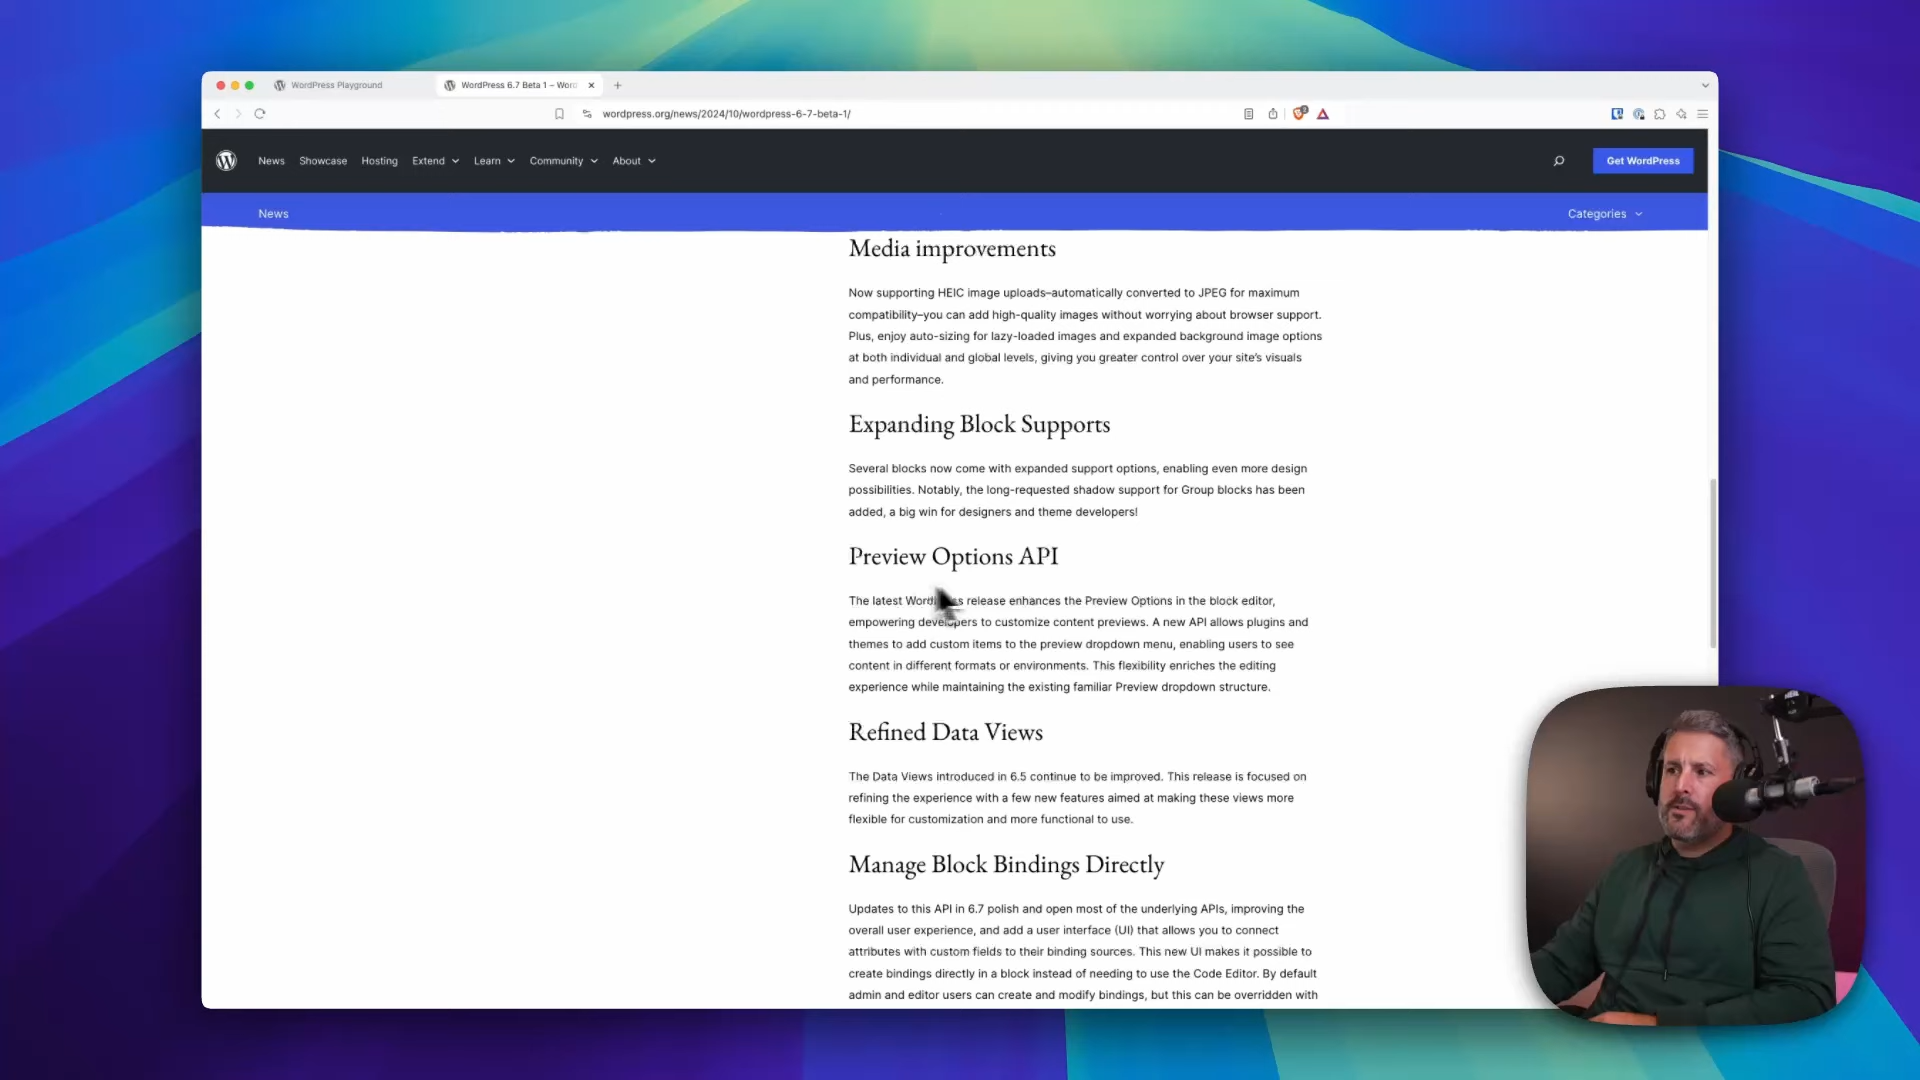 WordPress Playground
WordPress 6.7 Beta 1 – Word
wordpress.org/news/2024/10/wordpress-6-7-beta-1/
News Showcase Hosting Extend Learn Community About
Get WordPress
News
Categories
Media improvements
Now supporting HEIC image uploads–automatically converted to JPEG for maximum
compatibility–you can add high-quality images without worrying about browser support.
Plus, enjoy auto-sizing for lazy-loaded images and expanded background image options
at both individual and global levels, giving you greater control over your site's visuals
and performance.
Expanding Block Supports
Several blocks now come with expanded support options, enabling even more design
possibilities. Notably, the long-requested shadow support for Group blocks has been
added, a big win for designers and theme developers!
Preview Options API
The latest WordPress release enhances the Preview Options in the block editor,
empowering developers to customize content previews. A new API allows plugins and
themes to add custom items to the preview dropdown menu, enabling users to see
content in different formats or environments. This flexibility enriches the editing
experience while maintaining the existing familiar Preview dropdown structure.
Refined Data Views
The Data Views introduced in 6.5 continue to be improved. This release is focused on
refining the experience with a few new features aimed at making these views more
flexible for customization and more functional to use.
Manage Block Bindings Directly
Updates to this API in 6.7 polish and open most of the underlying APIs, improving the
overall user experience, and add a user interface (UI) that allows you to connect
attributes with custom fields to their binding sources. This new UI makes it possible to
create bindings directly in a block instead of needing to use the Code Editor. By default
admin and editor users can create and modify bindings, but this can be overridden with